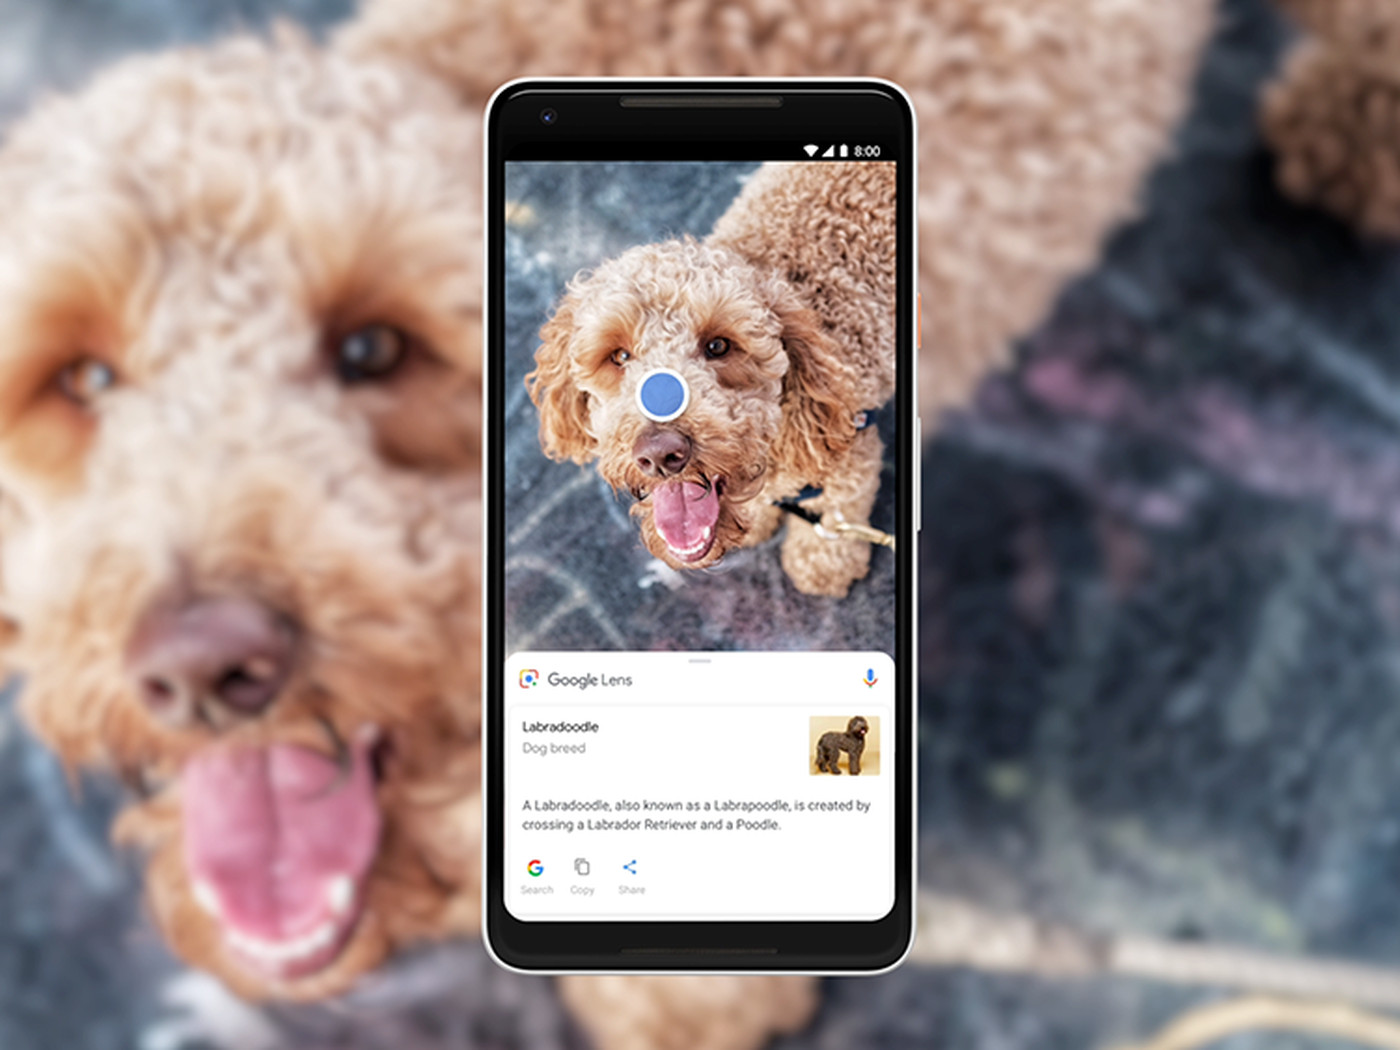 8:00
Google Lens
Labradoodle
Dog breed
A Labradoodle, also known as a Labrapoodle, is created by
crossing a Labrador Retriever and a Poodle.
Search Copy Share